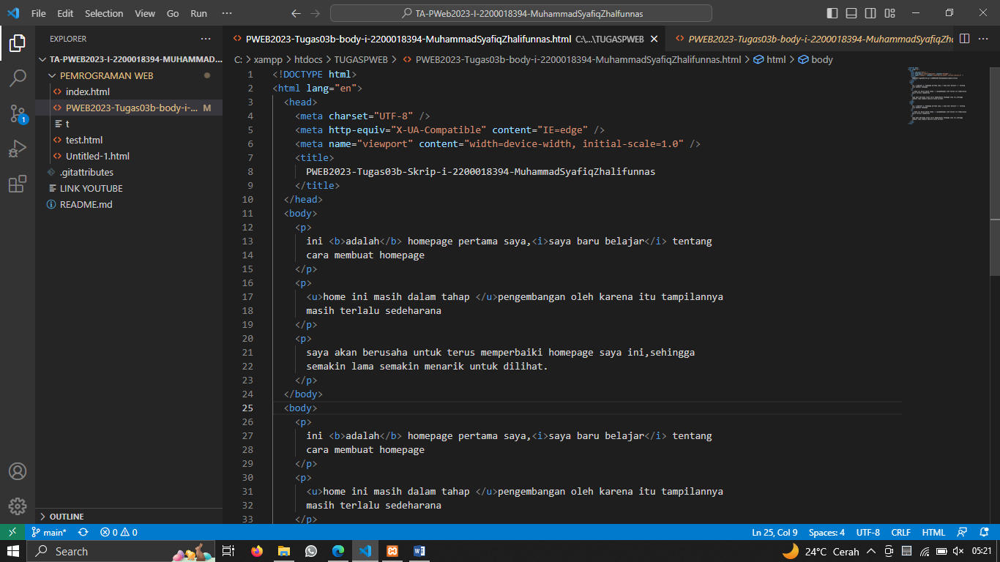 File Edit Selection View Go Run ···
TA-PWeb2023-I-2200018394-MuhammadSyafiqZhalfunnas
EXPLORER
TA-PWEB2023-I-2200018394-MUHAMMAD...
PEMROGRAMAN WEB
index.html
PWEB2023-Tugas03b-body-i-... M
t
test.html
Untitled-1.html
.gitattributes
LINK YOUTUBE
README.md
OUTLINE
1
PWEB2023-Tugas03b-body-i-2200018394-MuhammadSyafiqZhalifunnas.html C:\...\TUGASPWEB
PWEB2023-Tugas03b-body-i-2200018394-MuhammadSyafiqZha
C: > xampp > htdocs > TUGASPWEB > PWEB2023-Tugas03b-body-i-2200018394-MuhammadSyafiqZhalifunnas.html > html > body
1 <!DOCTYPE html>
2 <html lang="en">
3 <head>
4 <meta charset="UTF-8" />
5 <meta http-equiv="X-UA-Compatible" content="IE=edge" />
6 <meta name="viewport" content="width=device-width, initial-scale=1.0" />
7 <title>
8 PWEB2023-Tugas03b-Skrip-i-2200018394-MuhammadSyafiqZhalifunnas
9 </title>
10 </head>
11 <body>
12 <p>
13 ini <b>adalah</b> homepage pertama saya,<i>saya baru belajar</i> tentang
14 cara membuat homepage
15 </p>
16 <p>
17 <u>home ini masih dalam tahap </u>pengembangan oleh karena itu tampilannya
18 masih terlalu sedeharana
19 </p>
20 <p>
21 saya akan berusaha untuk terus memperbaiki homepage saya ini,sehingga
22 semakin lama semakin menarik untuk dilihat.
23 </p>
24 </body>
25 <body>
26 <p>
27 ini <b>adalah</b> homepage pertama saya,<i>saya baru belajar</i> tentang
28 cara membuat homepage
29 </p>
30 <p>
31 <u>home ini masih dalam tahap </u>pengembangan oleh karena itu tampilannya
32 masih terlalu sedeharana
33 </p>
main* 0 0 Ln 25, Col 9 Spaces: 4 UTF-8 CRLF HTML
Search 24°C Cerah 05:21